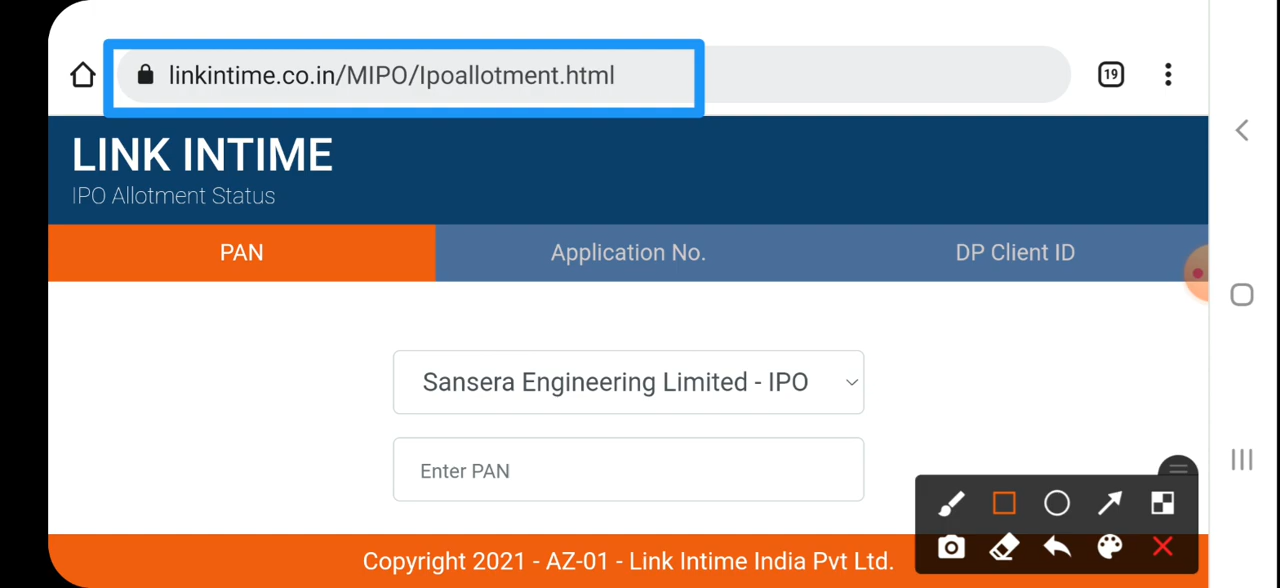 linkintime.co.in/MIPO/Ipoallotment.html
19
LINK INTIME
IPO Allotment Status
PAN
Application No.
DP Client ID
Sansera Engineering Limited - IPO
Enter PAN
Copyright 2021 - AZ-01 - Link Intime India Pvt Ltd.